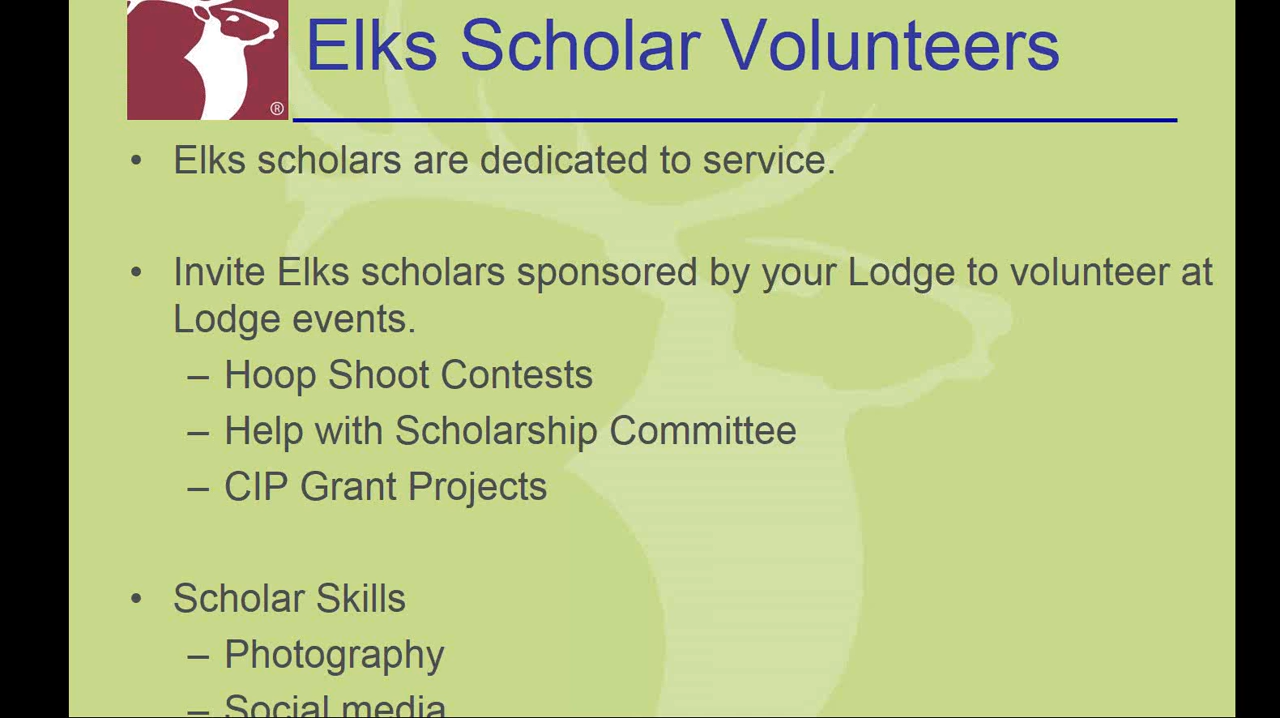 Elks Scholar Volunteers
®
• Elks scholars are dedicated to service.
• Invite Elks scholars sponsored by your Lodge to volunteer at
Lodge events.
– Hoop Shoot Contests
– Help with Scholarship Committee
– CIP Grant Projects
• Scholar Skills
– Photography
– Social media